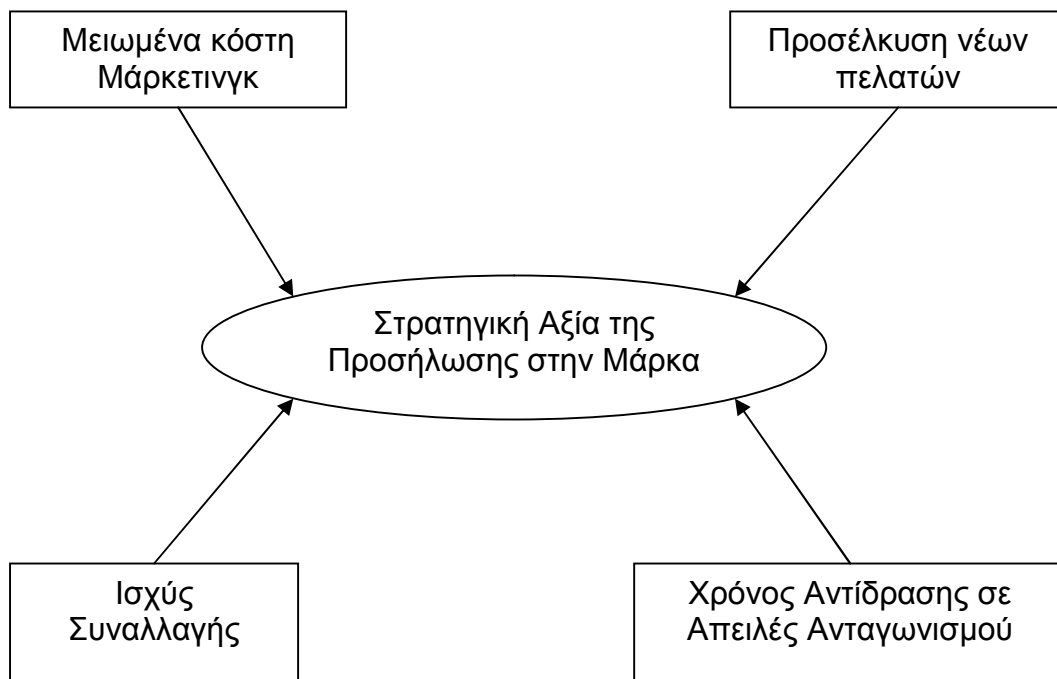 Μειωμένα κόστη
Μάρκετινγκ
Προσέλκυση νέων
πελατών
Στρατηγική Αξία της
Προσήλωσης στην Μάρκα
Ισχύς
Συναλλαγής
Χρόνος Αντίδρασης σε
Απειλές Ανταγωνισμού